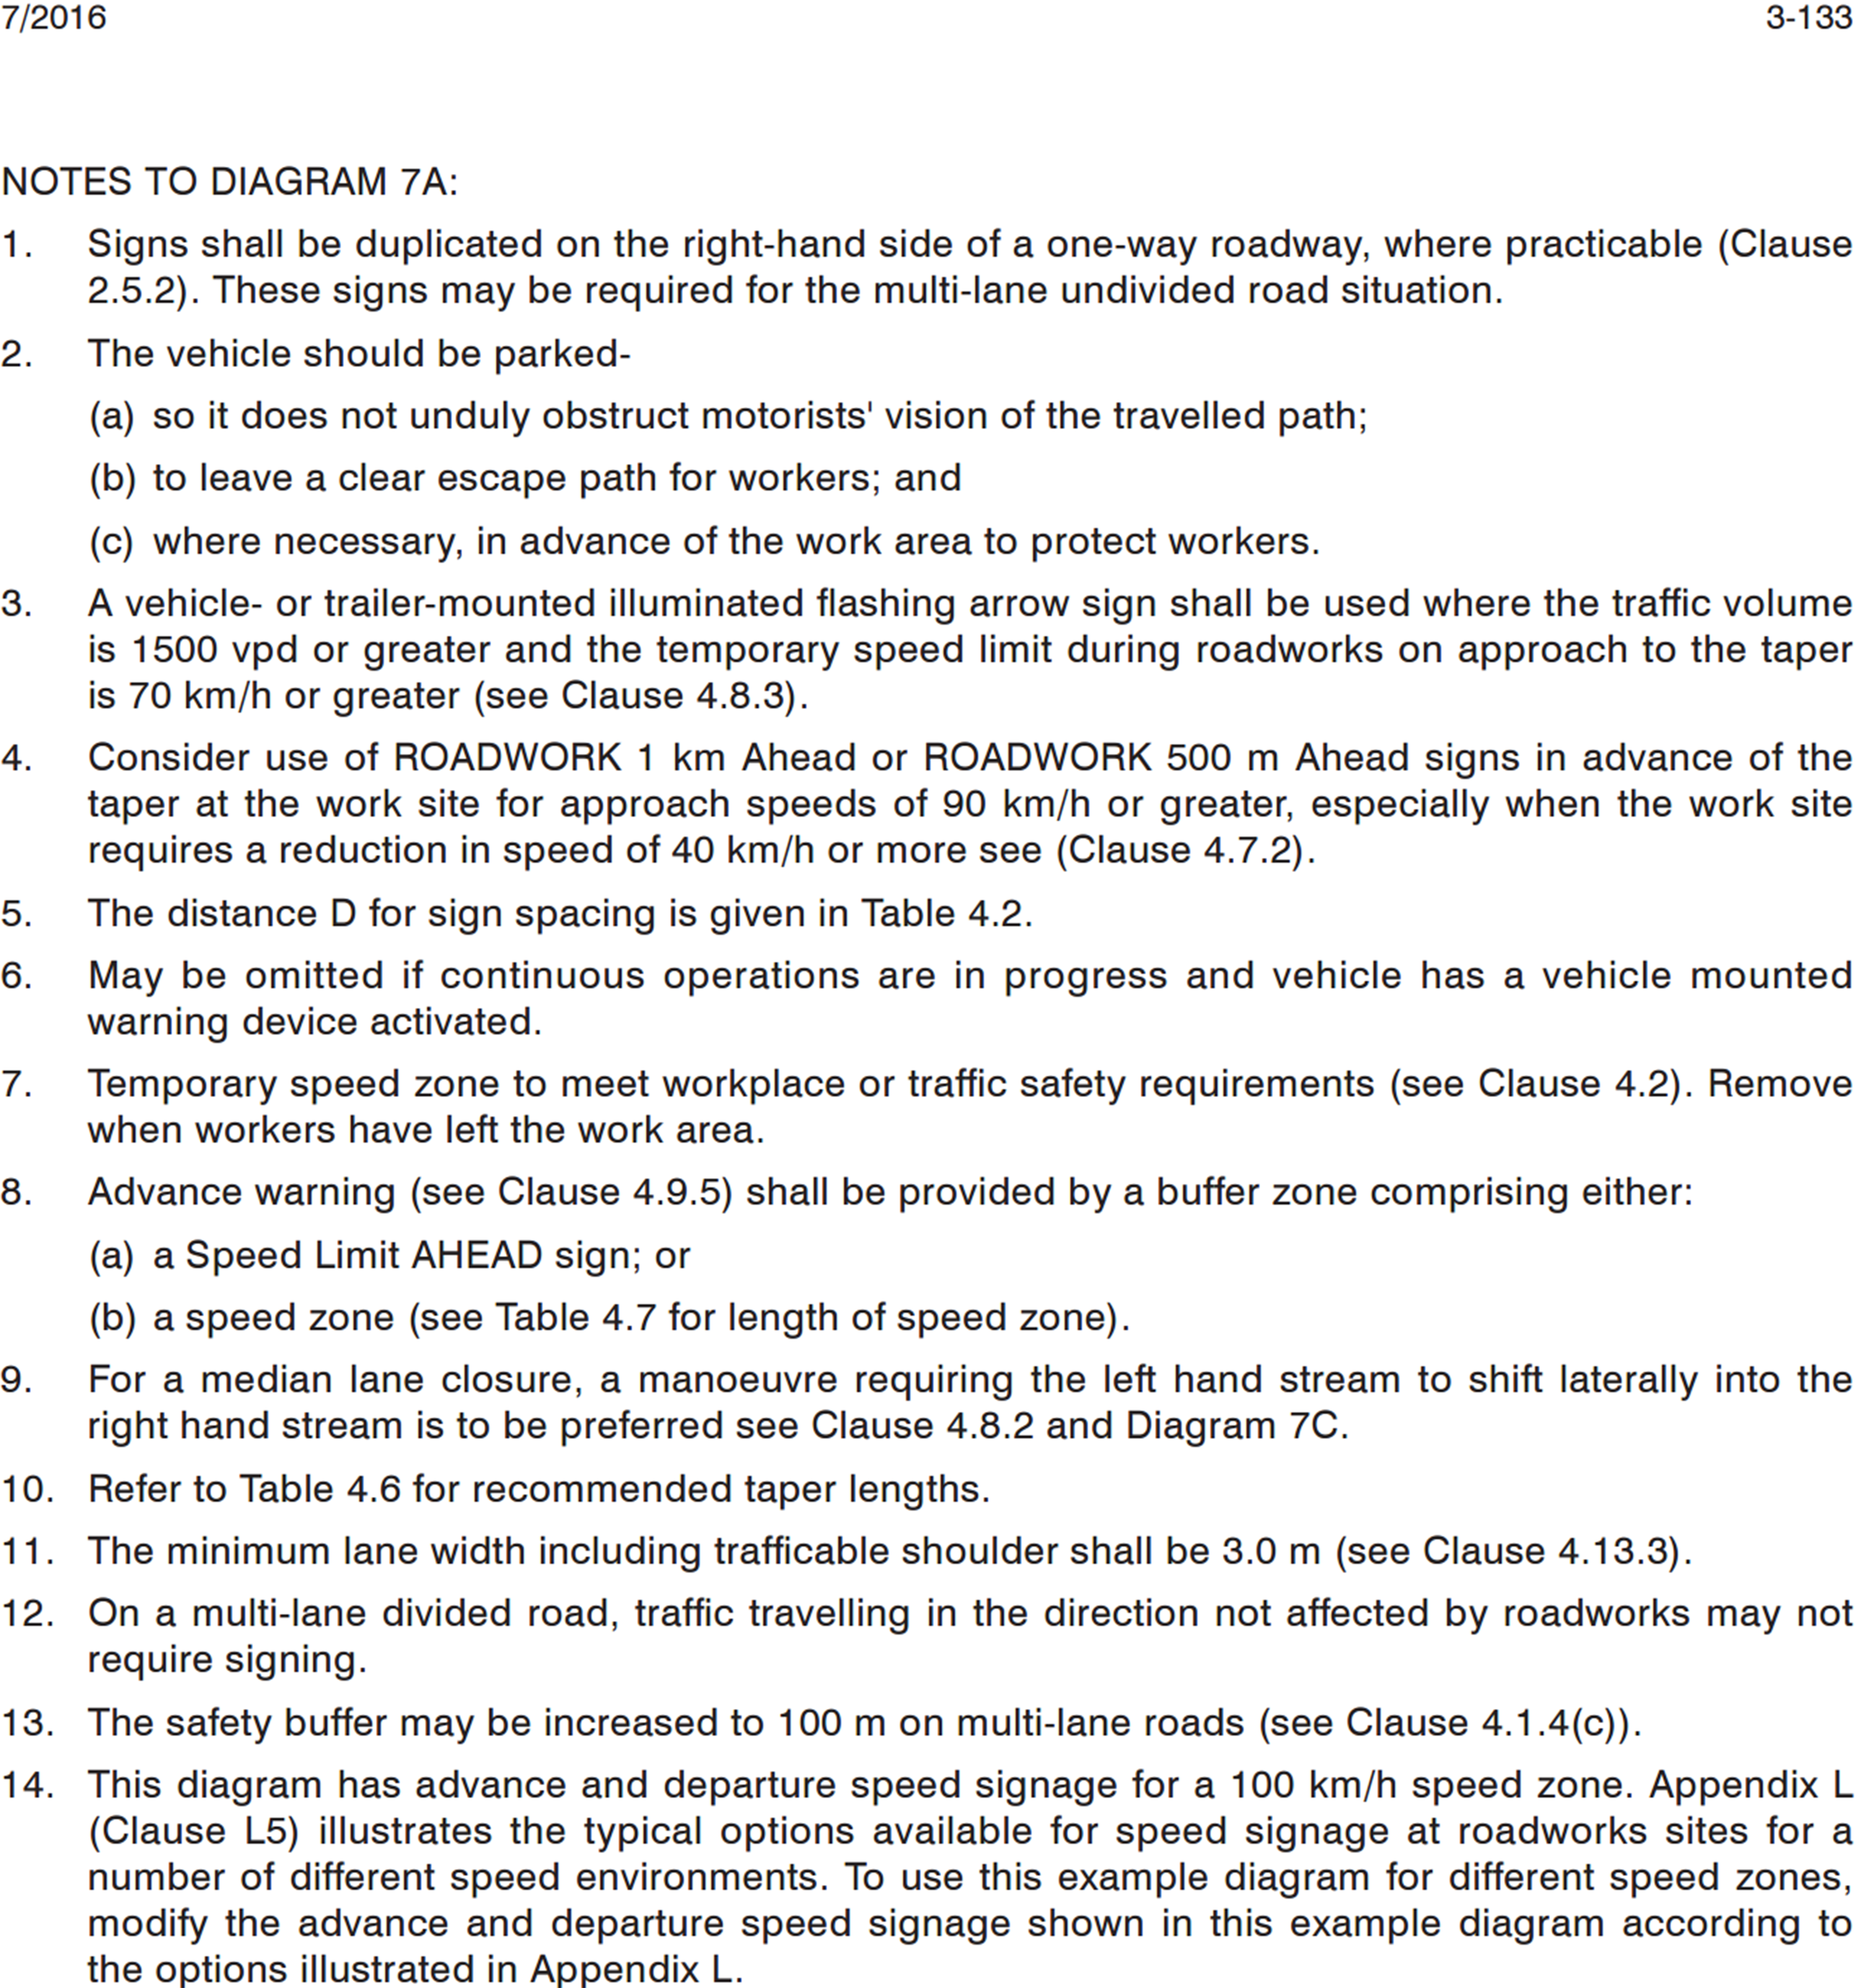 7/2016 3-133
NOTES TO DIAGRAM 7A:
1. Signs shall be duplicated on the right-hand side of a one-way roadway, where practicable (Clause
2.5.2). These signs may be required for the multi-lane undivided road situation.
2. The vehicle should be parked-
(a) so it does not unduly obstruct motorists' vision of the travelled path;
(b) to leave a clear escape path for workers; and
(c) where necessary, in advance of the work area to protect workers.
3. A vehicle- or trailer-mounted illuminated flashing arrow sign shall be used where the traffic volume
is 1500 vpd or greater and the temporary speed limit during roadworks on approach to the taper
is 70 km/h or greater (see Clause 4.8.3).
4. Consider use of ROADWORK 1 km Ahead or ROADWORK 500 m Ahead signs in advance of the
taper at the work site for approach speeds of 90 km/h or greater, especially when the work site
requires a reduction in speed of 40 km/h or more see (Clause 4.7.2).
5. The distance D for sign spacing is given in Table 4.2.
6. May be omitted if continuous operations are in progress and vehicle has a vehicle mounted
warning device activated.
7. Temporary speed zone to meet workplace or traffic safety requirements (see Clause 4.2). Remove
when workers have left the work area.
8. Advance warning (see Clause 4.9.5) shall be provided by a buffer zone comprising either:
(a) a Speed Limit AHEAD sign; or
(b) a speed zone (see Table 4.7 for length of speed zone).
9. For a median lane closure, a manoeuvre requiring the left hand stream to shift laterally into the
right hand stream is to be preferred see Clause 4.8.2 and Diagram 7C.
10. Refer to Table 4.6 for recommended taper lengths.
11. The minimum lane width including trafficable shoulder shall be 3.0 m (see Clause 4.13.3).
12. On a multi-lane divided road, traffic travelling in the direction not affected by roadworks may not
require signing.
13. The safety buffer may be increased to 100 m on multi-lane roads (see Clause 4.1.4(c)).
14. This diagram has advance and departure speed signage for a 100 km/h speed zone. Appendix L
(Clause L5) illustrates the typical options available for speed signage at roadworks sites for a
number of different speed environments. To use this example diagram for different speed zones,
modify the advance and departure speed signage shown in this example diagram according to
the options illustrated in Appendix L.